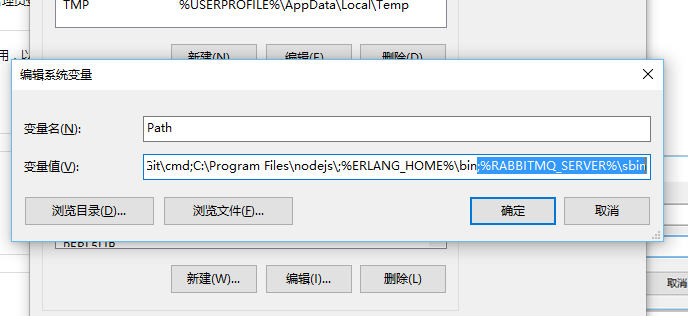 TMP %USERPROFILE%\AppData\Local\Temp
用，以
新建(N) 编辑(E) 删除(D)
编辑系统变量
变量名(N): Path
变量值(V): Git\cmd;C:\Program Files\nodejs\;%ERLANG_HOME%\bin;%RABBITMQ_SERVER%\sbin
浏览目录(D)... 浏览文件(F)... 确定 取消
新建(W)... 编辑(I)... 删除(L)
取消